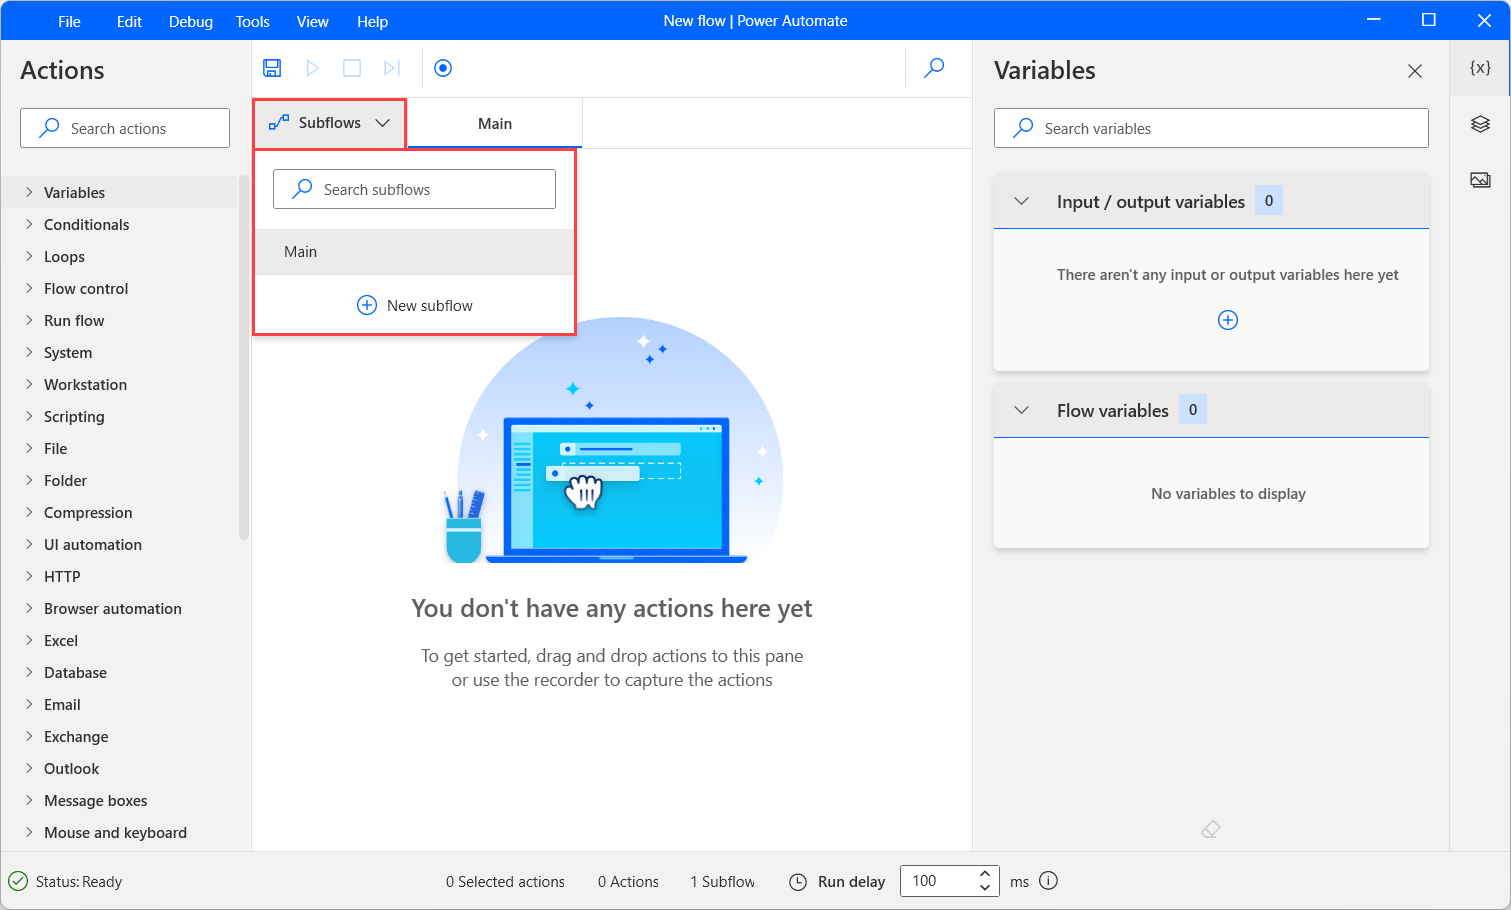 File Edit Debug Tools View Help New flow | Power Automate
Actions
Search actions
Variables
Conditionals
Loops
Flow control
Run flow
System
Workstation
Scripting
File
Folder
Compression
UI automation
HTTP
Browser automation
Excel
Database
Email
Exchange
Outlook
Message boxes
Mouse and keyboard
Subflows
Main
Search subflows
Main
New subflow
You don't have any actions here yet
To get started, drag and drop actions to this pane
or use the recorder to capture the actions
Variables
{x}
Search variables
Input / output variables 0
There aren't any input or output variables here yet
Flow variables 0
No variables to display
Status: Ready 0 Selected actions 0 Actions 1 Subflow Run delay 100 ms